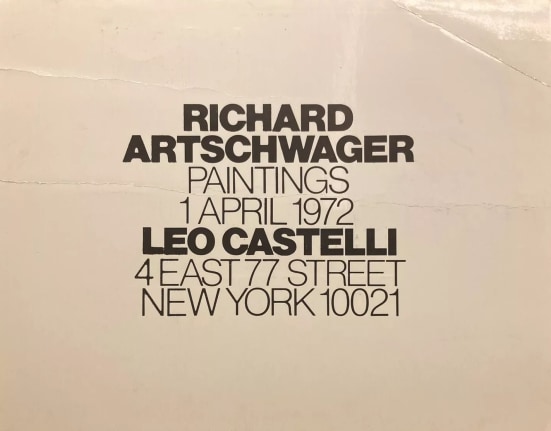 RICHARD
ARTSCHWAGER
PAINTINGS
1 APRIL 1972
LEO CASTELLI
4 EAST 77 STREET
NEW YORK 10021